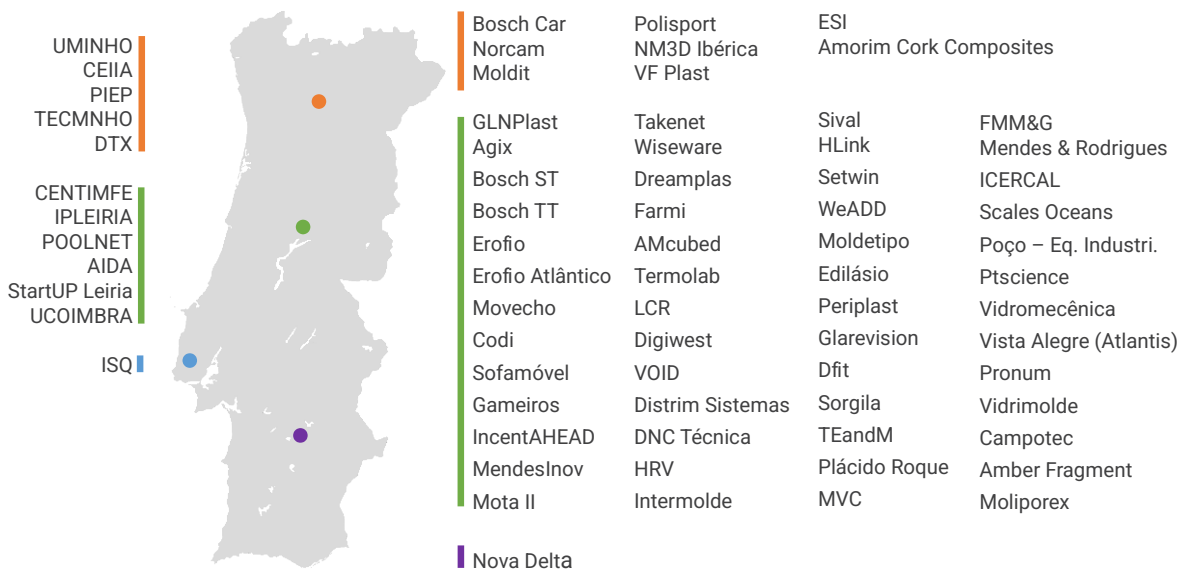 UMINHO
CEIIA
PIEP
TECMNHO
DTX
CENTIMFE
IPLEIRIA
POOLNET
AIDA
StartUP Leiria
UCOIMBRA
ISQ
Bosch Car Polisport ESI
Norcam NM3D Ibérica Amorim Cork Composites
Moldit VF Plast
GLNPlast Takenet Sival FMM&G
Agix Wiseware HLink Mendes & Rodrigues
Bosch ST Dreamplas Setwin ICERCAL
Bosch TT Farmi WeADD Scales Oceans
Erofio AMcubed Moldetipo Poço – Eq. Industri.
Erofio Atlântico Termolab Edilásio Ptscience
Movecho LCR Periplast Vidromecênica
Codi Digiwest Glarevision Vista Alegre (Atlantis)
Sofamóvel VOID Dfit Pronum
Gameiros Distrim Sistemas Sorgila Vidrimolde
IncentAHEAD DNC Técnica TEandM Campotec
MendesInov HRV Plácido Roque Amber Fragment
Mota II Intermolde MVC Moliporex
Nova Delta